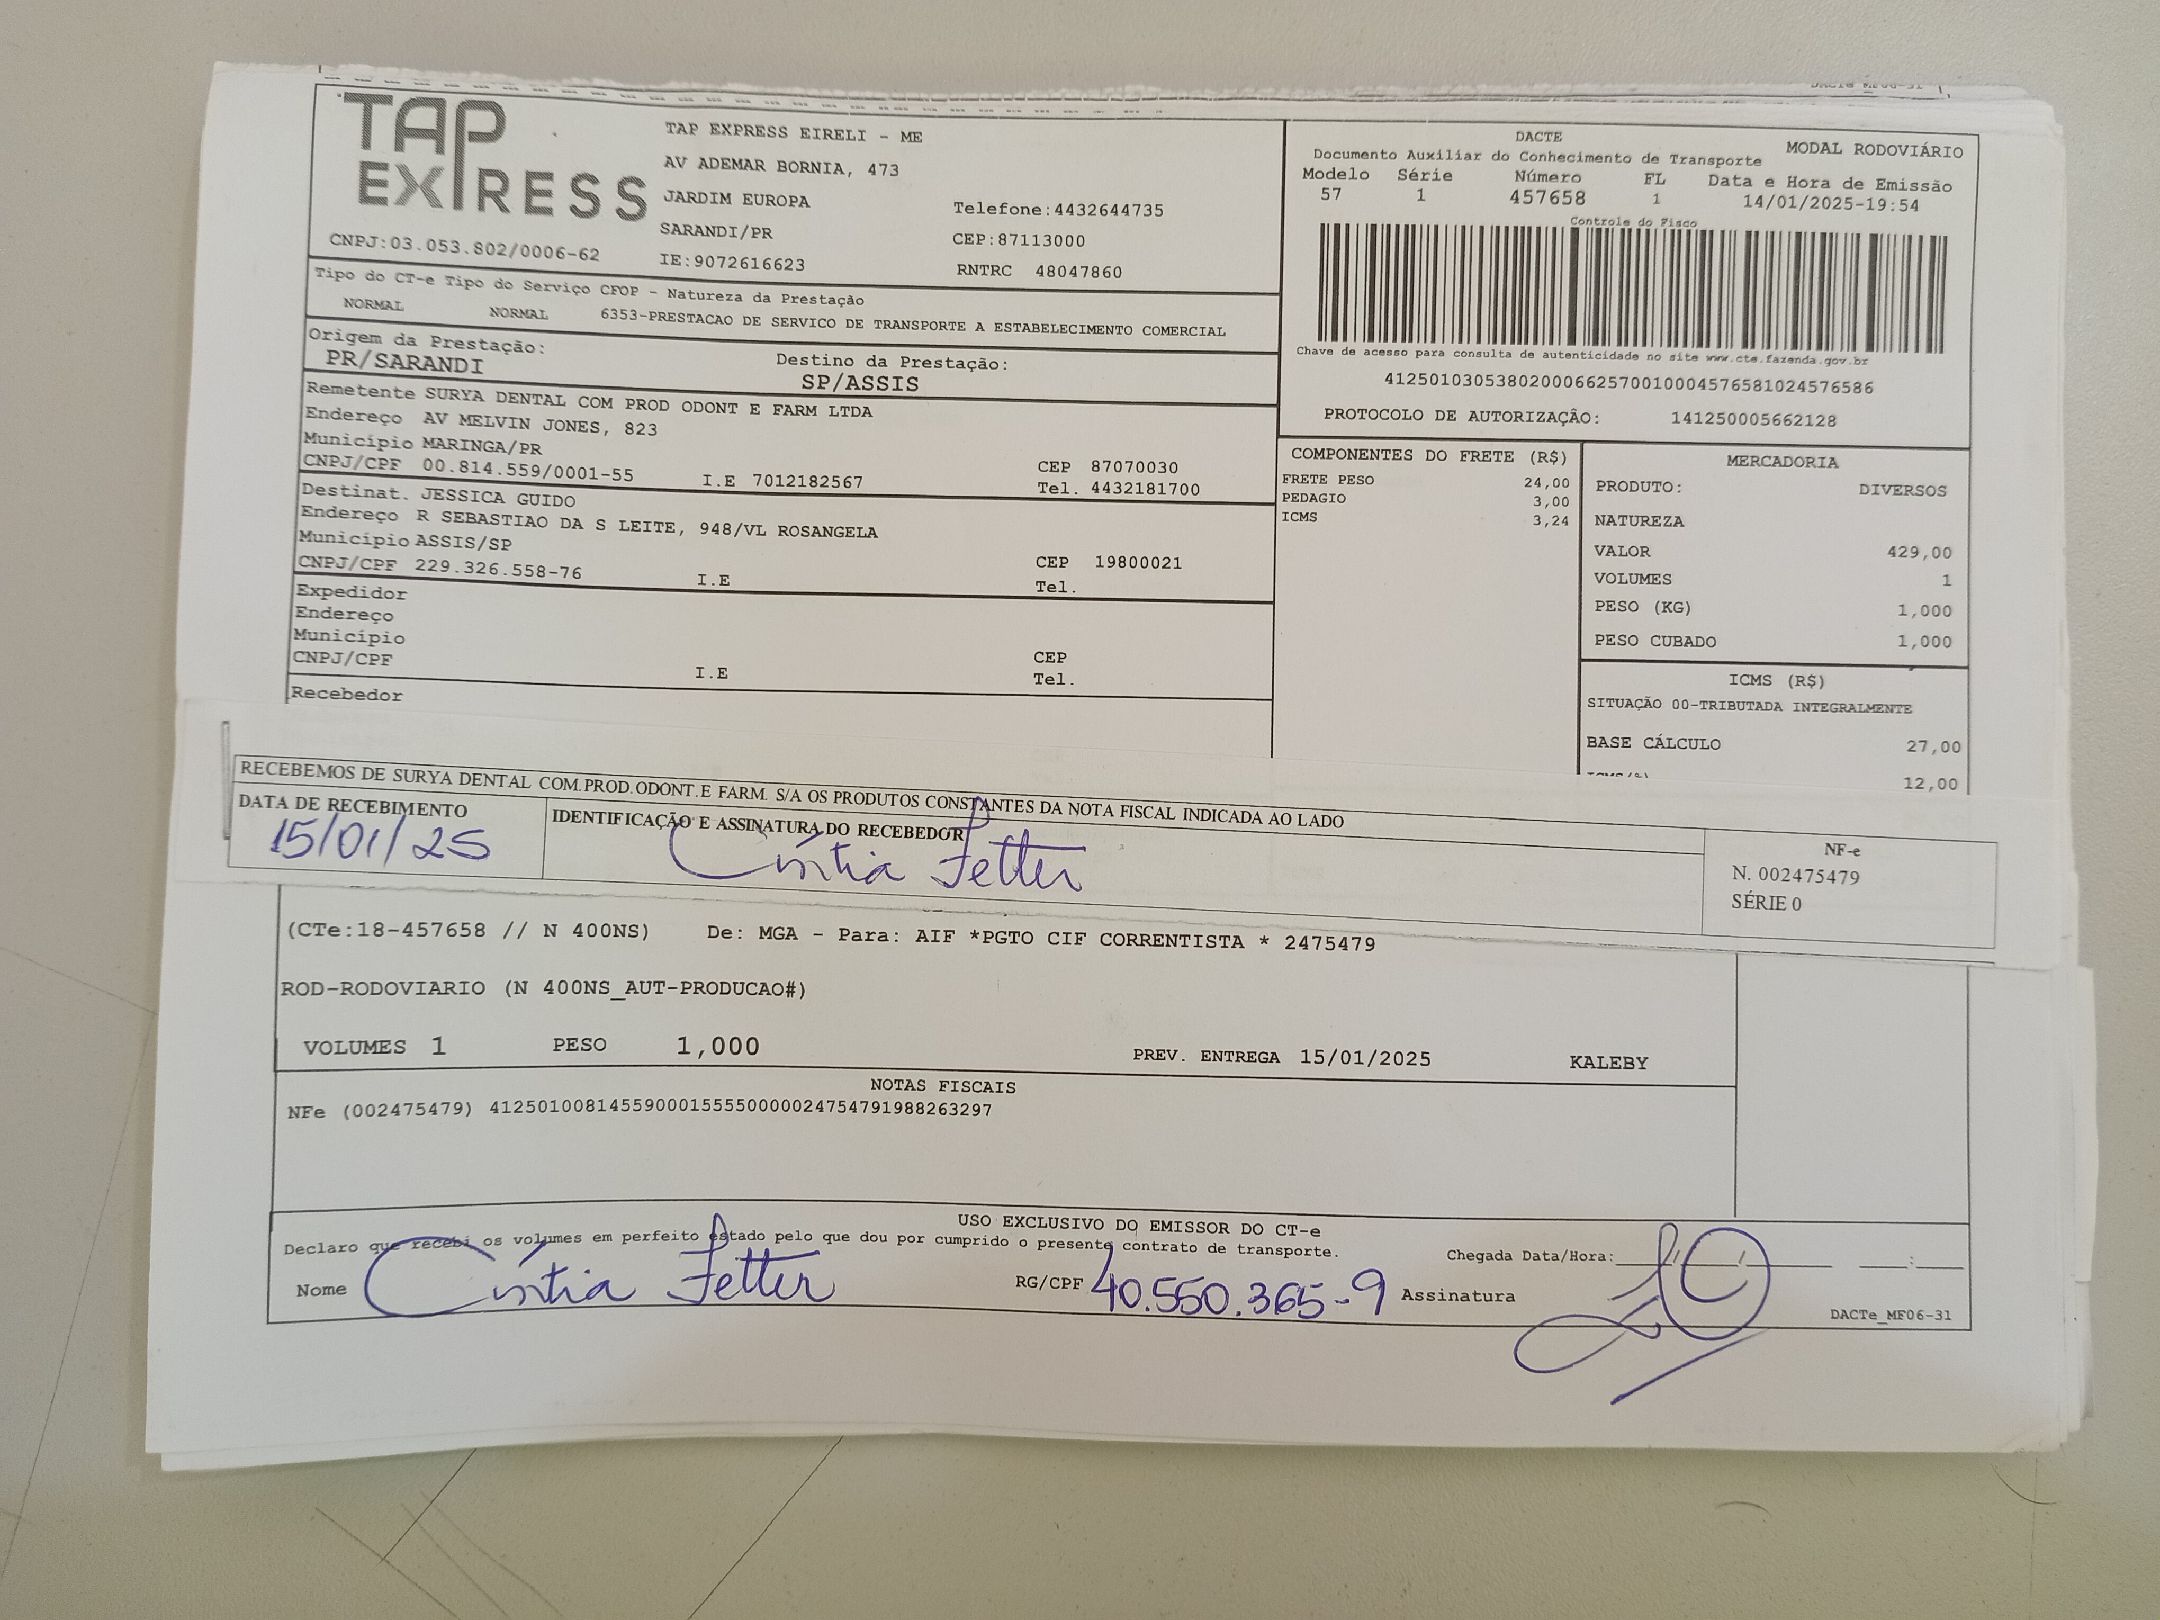 TAP EXPRESS
TAP EXPRESS EIRELI - ME
AV ADEMAR BORNIA, 473
JARDIM EUROPA
SARANDI/PR
IE:9072616623
Telefone:4432644735
CEP:87113000
RNTRC 48047860
CNPJ:03.053.802/0006-62
Tipo do CT-e Tipo do Serviço CFOP - Natureza da Prestação
NORMAL NORMAL 6353-PRESTACAO DE SERVICO DE TRANSPORTE A ESTABELECIMENTO COMERCIAL
Origem da Prestação: Destino da Prestação:
PR/SARANDI SP/ASSIS
Remetente SURYA DENTAL COM PROD ODONT E FARM LTDA
Endereço AV MELVIN JONES, 823
Município MARINGA/PR CEP 87070030
CNPJ/CPF 00.814.559/0001-55 I.E 7012182567 Tel. 4432181700
Destinat. JESSICA GUIDO
Endereço R SEBASTIAO DA S LEITE, 948/VL ROSANGELA
Município ASSIS/SP CEP 19800021
CNPJ/CPF 229.326.558-76 I.E Tel.
Expedidor
Endereço
Município CEP
CNPJ/CPF I.E Tel.
Recebedor
DACTE MODAL RODOVIÁRIO
Documento Auxiliar do Conhecimento de Transporte
Modelo Série Número FL Data e Hora de Emissão
57 1 457658 1 14/01/2025-19:54
Controle do Fisco
Chave de acesso para consulta de autenticidade no site www.cte.fazenda.gov.br
41250103053802000662570010004576581024576586
PROTOCOLO DE AUTORIZAÇÃO: 141250005662128
COMPONENTES DO FRETE (R$)
FRETE PESO 24,00
PEDAGIO 3,00
ICMS 3,24
MERCADORIA
PRODUTO: DIVERSOS
NATUREZA
VALOR 429,00
VOLUMES 1
PESO (KG) 1,000
PESO CUBADO 1,000
ICMS (R$)
SITUAÇÃO 00-TRIBUTADA INTEGRALMENTE
BASE CÁLCULO 27,00
12,00
RECEBEMOS DE SURYA DENTAL COM.PROD.ODONT.E FARM. S/A OS PRODUTOS CONSTANTES DA NOTA FISCAL INDICADA AO LADO
DATA DE RECEBIMENTO IDENTIFICAÇÃO E ASSINATURA DO RECEBEDOR
15/01/25 Cíntia Fetter
NF-e
N. 002475479
SÉRIE 0
(CTe:18-457658 // N 400NS) De: MGA - Para: AIF *PGTO CIF CORRENTISTA * 2475479
ROD-RODOVIARIO (N 400NS_AUT-PRODUCAO#)
VOLUMES 1 PESO 1,000 PREV. ENTREGA 15/01/2025 KALEBY
NOTAS FISCAIS
NFe (002475479) 41250100814559000155550000024754791988263297
USO EXCLUSIVO DO EMISSOR DO CT-e
Declaro que recebi os volumes em perfeito estado pelo que dou por cumprido o presente contrato de transporte.
Chegada Data/Hora:
Nome Cíntia Fetter RG/CPF 40.550.365-9 Assinatura
DACTe_MF06-31